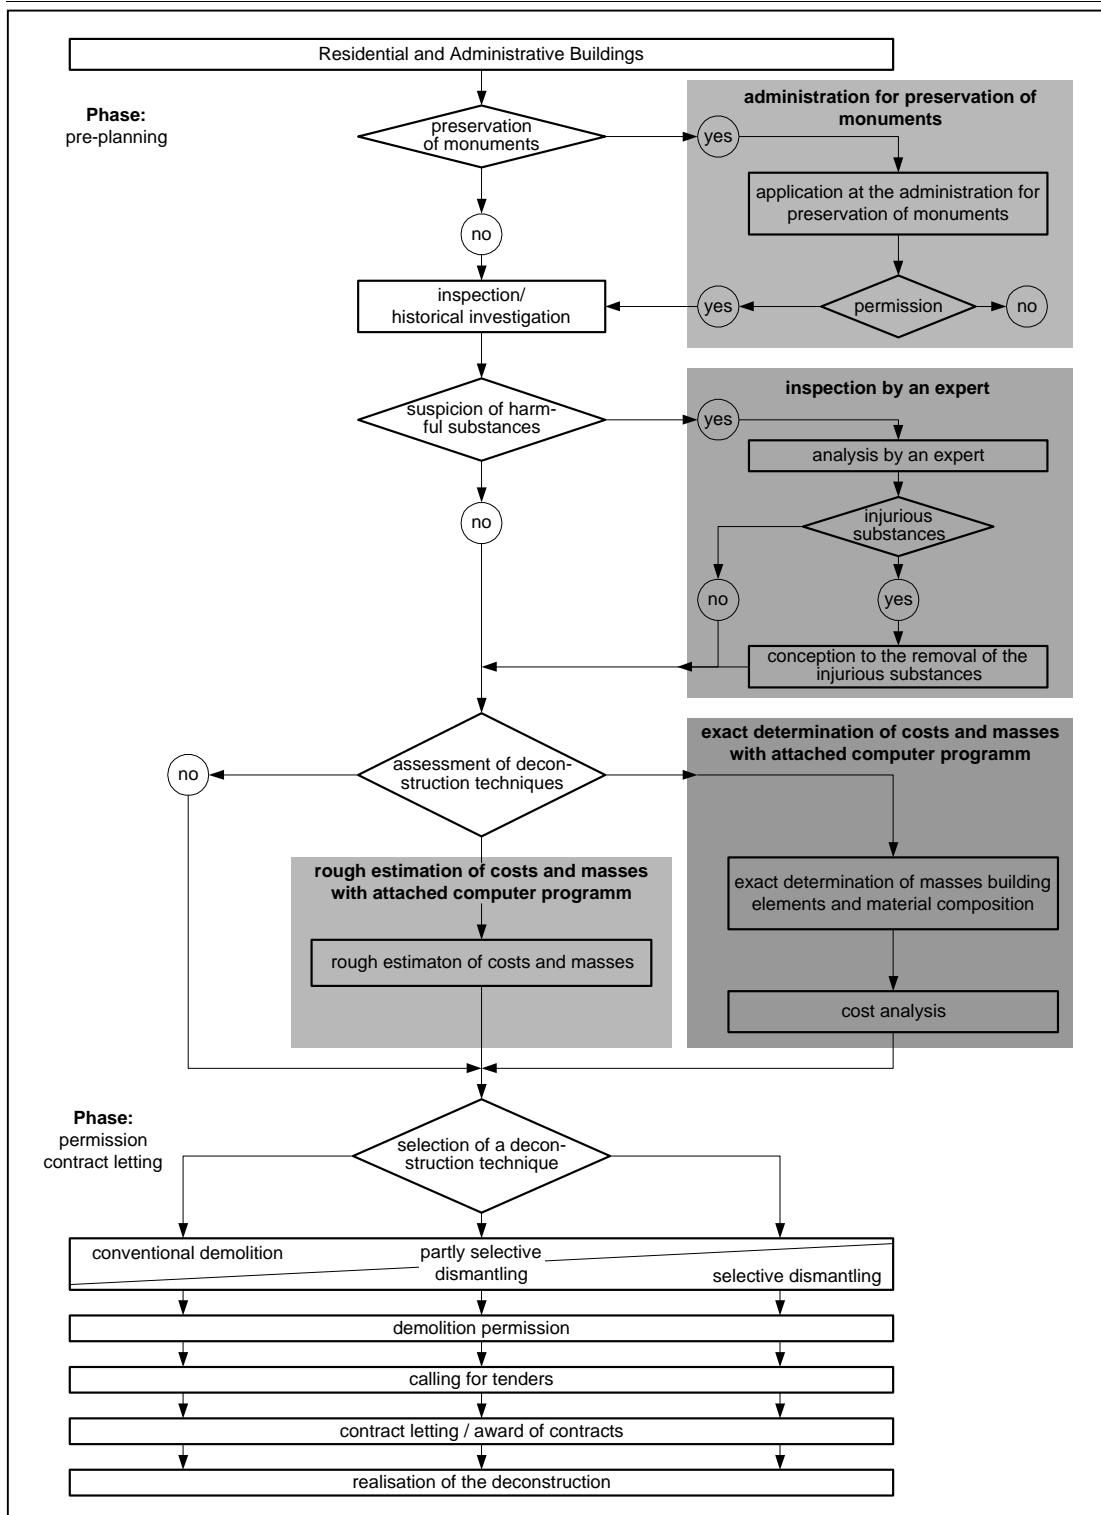 Residential and Administrative Buildings
Phase:
pre-planning
preservation
of monuments
yes
administration for preservation of
monuments
application at the administration for
preservation of monuments
no
inspection/
historical investigation
yes
permission
no
suspicion of harm-
ful substances
yes
inspection by an expert
analysis by an expert
no
injurious
substances
no
yes
conception to the removal of the
injurious substances
no
assessment of decon-
struction techniques
exact determination of costs and masses
with attached computer programm
rough estimation of costs and masses
with attached computer programm
exact determination of masses building
elements and material composition
rough estimaton of costs and masses
cost analysis
Phase:
permission
contract letting
selection of a decon-
struction technique
conventional demolition
partly selective
dismantling
selective dismantling
demolition permission
calling for tenders
contract letting / award of contracts
realisation of the deconstruction